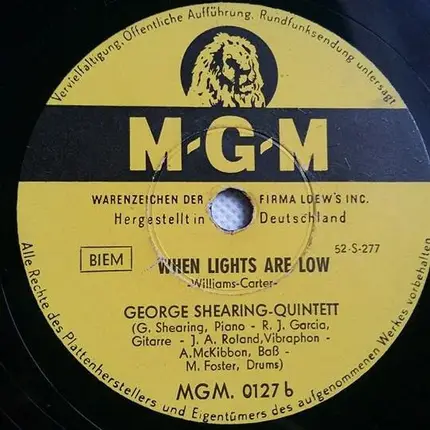 Vervielfältigung, Öffentliche Aufführung, Rundfunksendung untersagt
M-G-M
WARENZEICHEN DER FIRMA LOEW'S INC.
Hergestellt in Deutschland
BIEM
52-S-277
WHEN LIGHTS ARE LOW
-Williams-Carter-
GEORGE SHEARING-QUINTETT
(G. Shearing, Piano - R. J. Garcia,
Gitarre - J. A. Roland, Vibraphon -
A. McKibbon, Baß -
M. Foster, Drums)
MGM. 0127 b
Alle Rechte des Plattenherstellers und Eigentümers des aufgenommenen Werkes vorbehalten